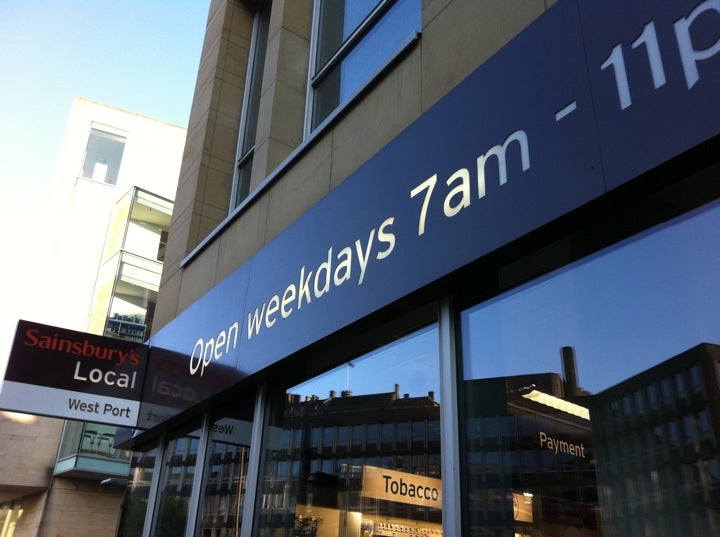 Open weekdays 7am - 11p
Sainsbury's
Local
West Port
Tobacco
Payment